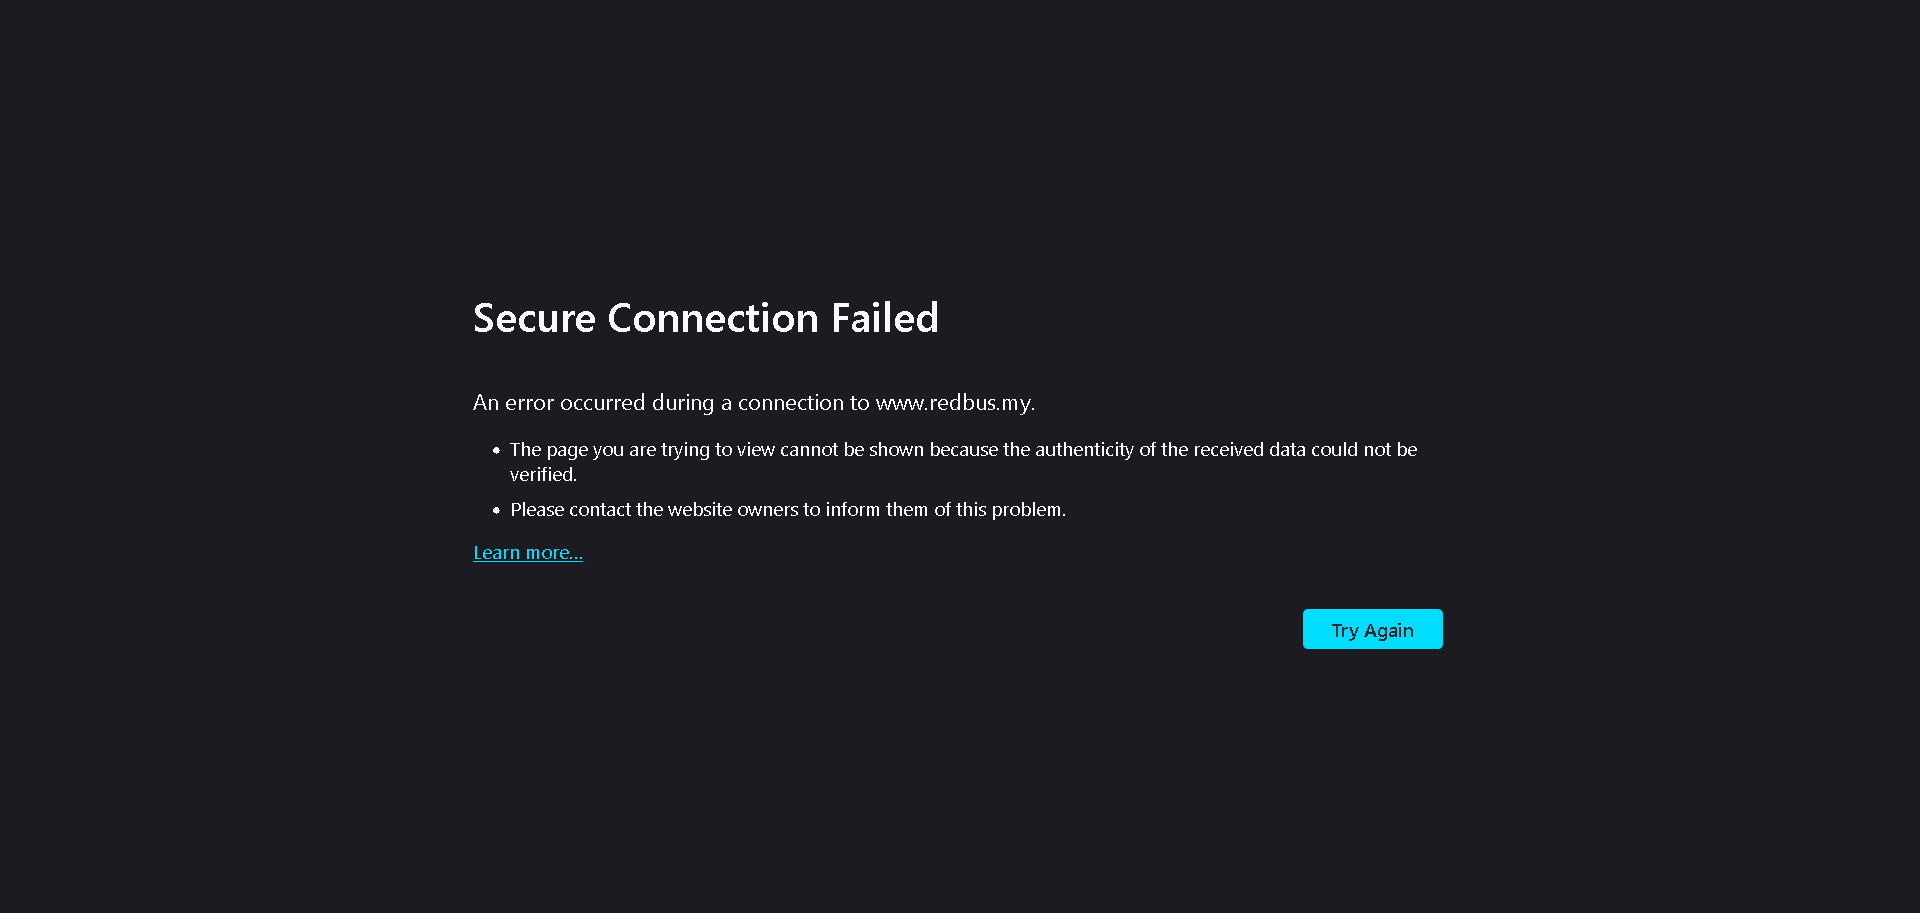 Secure Connection Failed
An error occurred during a connection to www.redbus.my.
• The page you are trying to view cannot be shown because the authenticity of the received data could not be
verified.
• Please contact the website owners to inform them of this problem.
Learn more…
Try Again